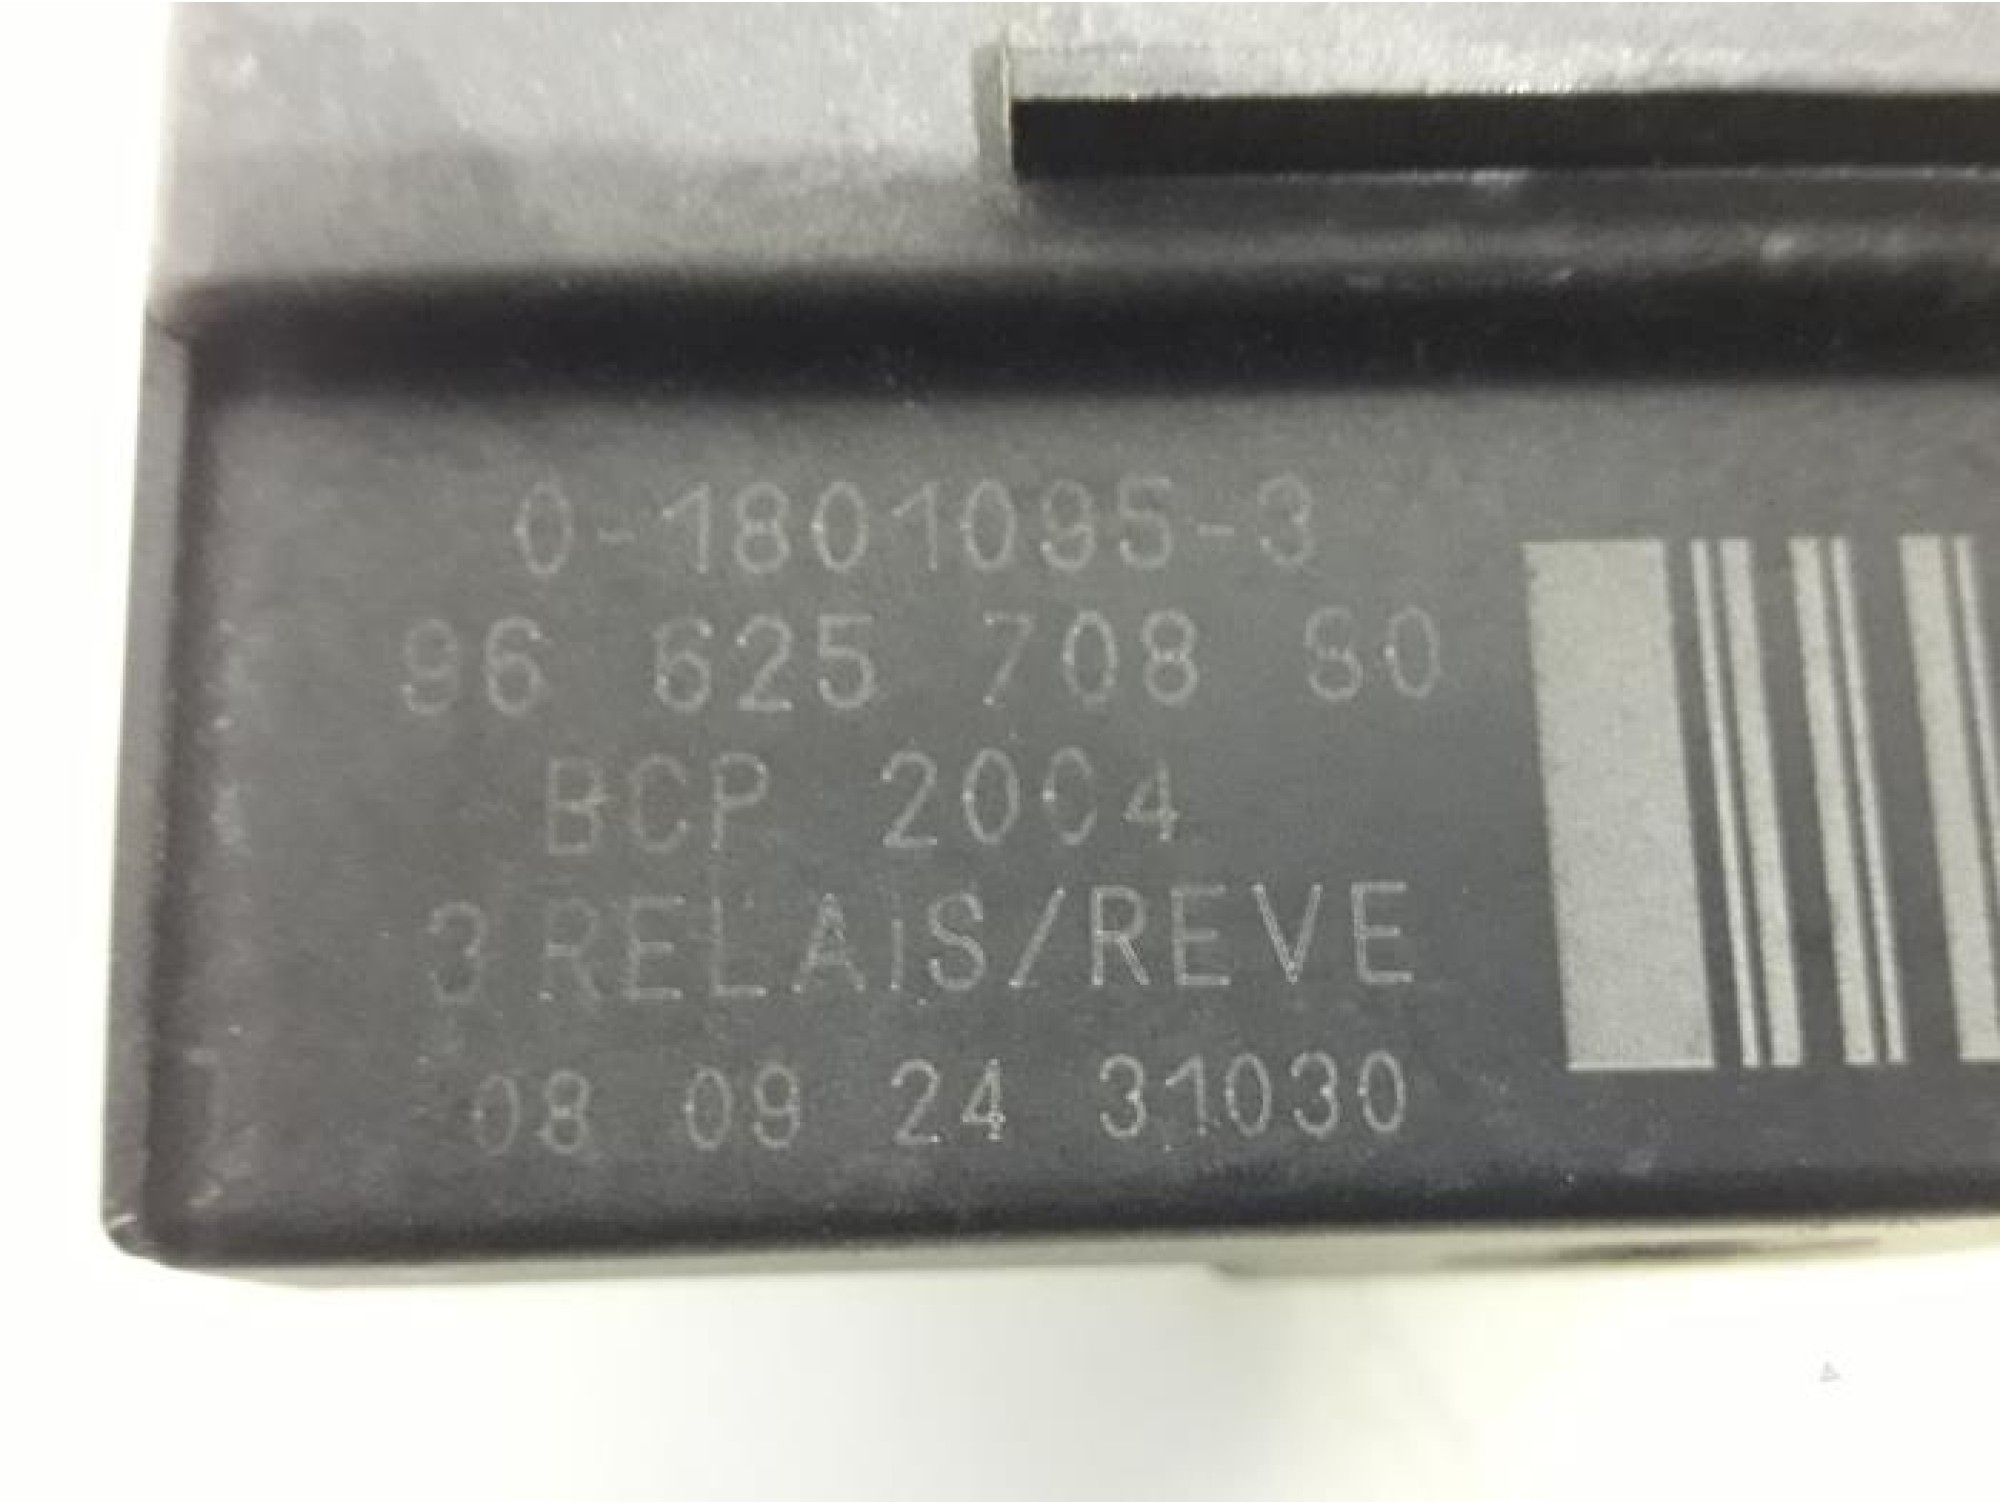 0-1801095-3
96 625 708 80
BCP 2004
3 RELAIS/REVE
08 09 24 31030